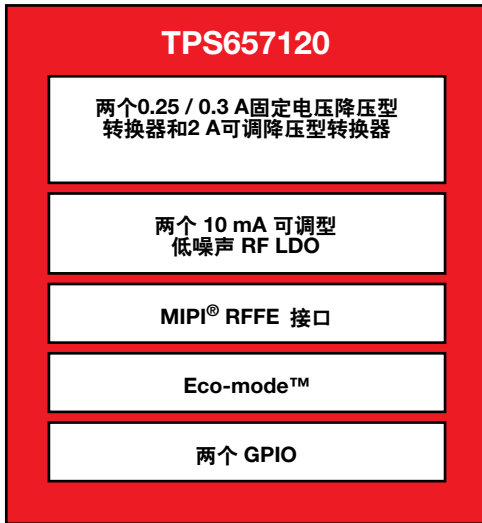 TPS657120
两个0.25 / 0.3 A固定电压降压型
转换器和2 A可调降压型转换器
两个 10 mA 可调型
低噪声 RF LDO
MIPI® RFFE 接口
Eco-mode™
两个 GPIO